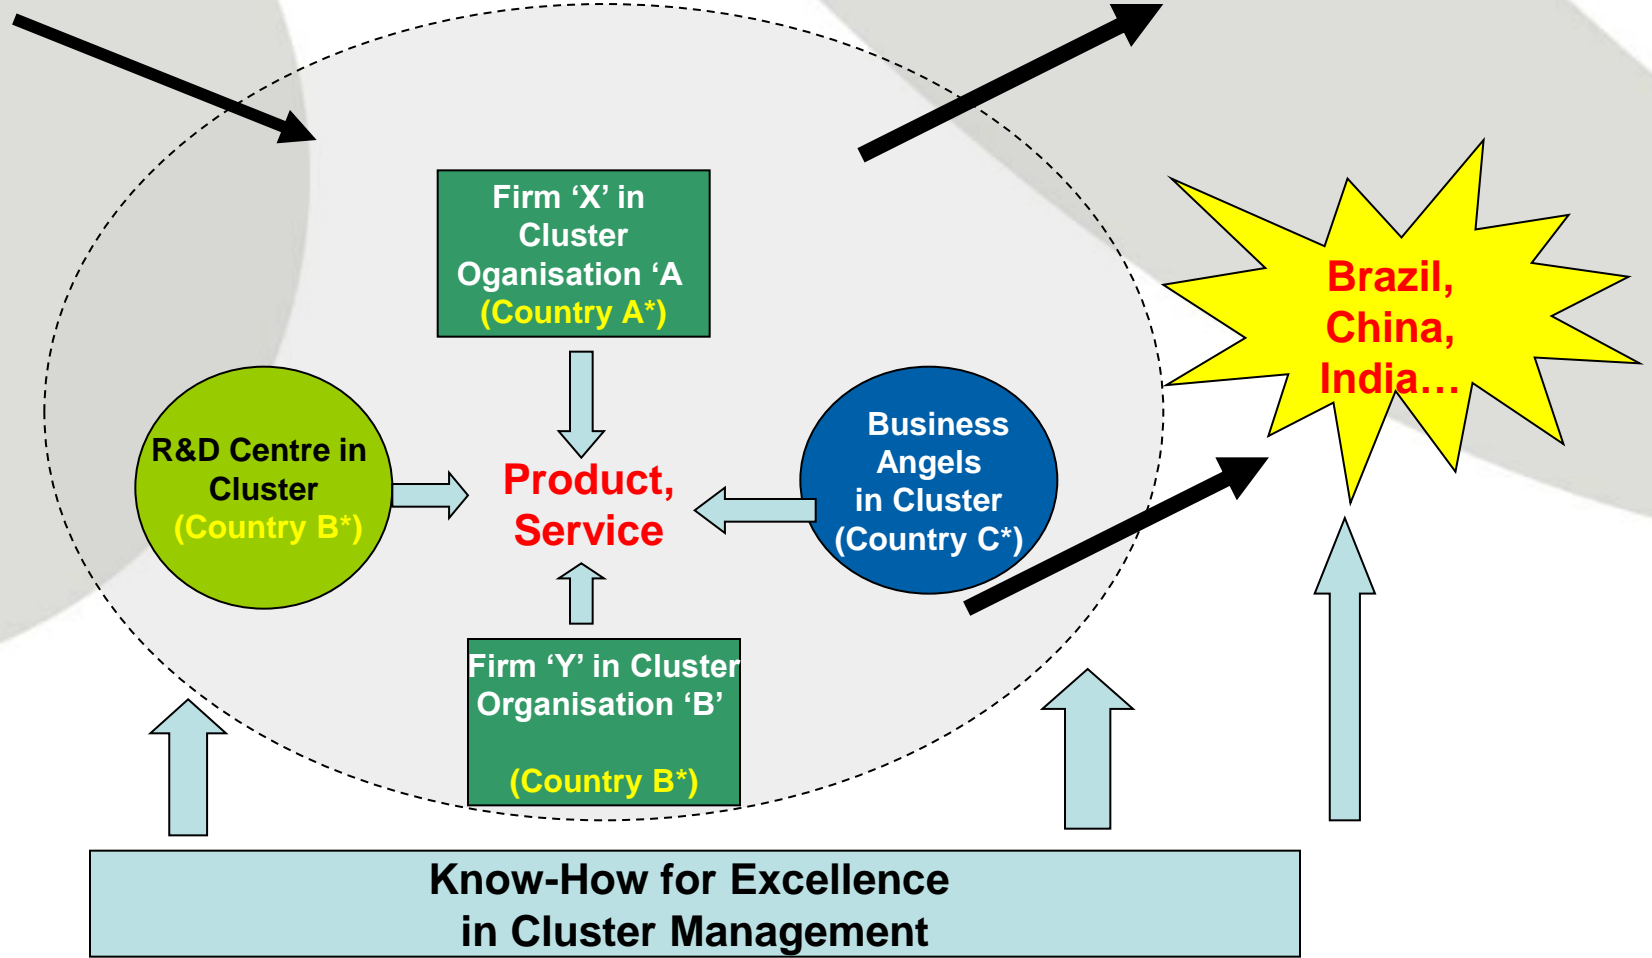 Firm ‘X’ in
Cluster
Oganisation ‘A
(Country A*)
Brazil,
China,
India…
R&D Centre in
Cluster
(Country B*)
Product,
Service
Business
Angels
in Cluster
(Country C*)
Firm ‘Y’ in Cluster
Organisation ‘B’
(Country B*)
Know-How for Excellence
in Cluster Management